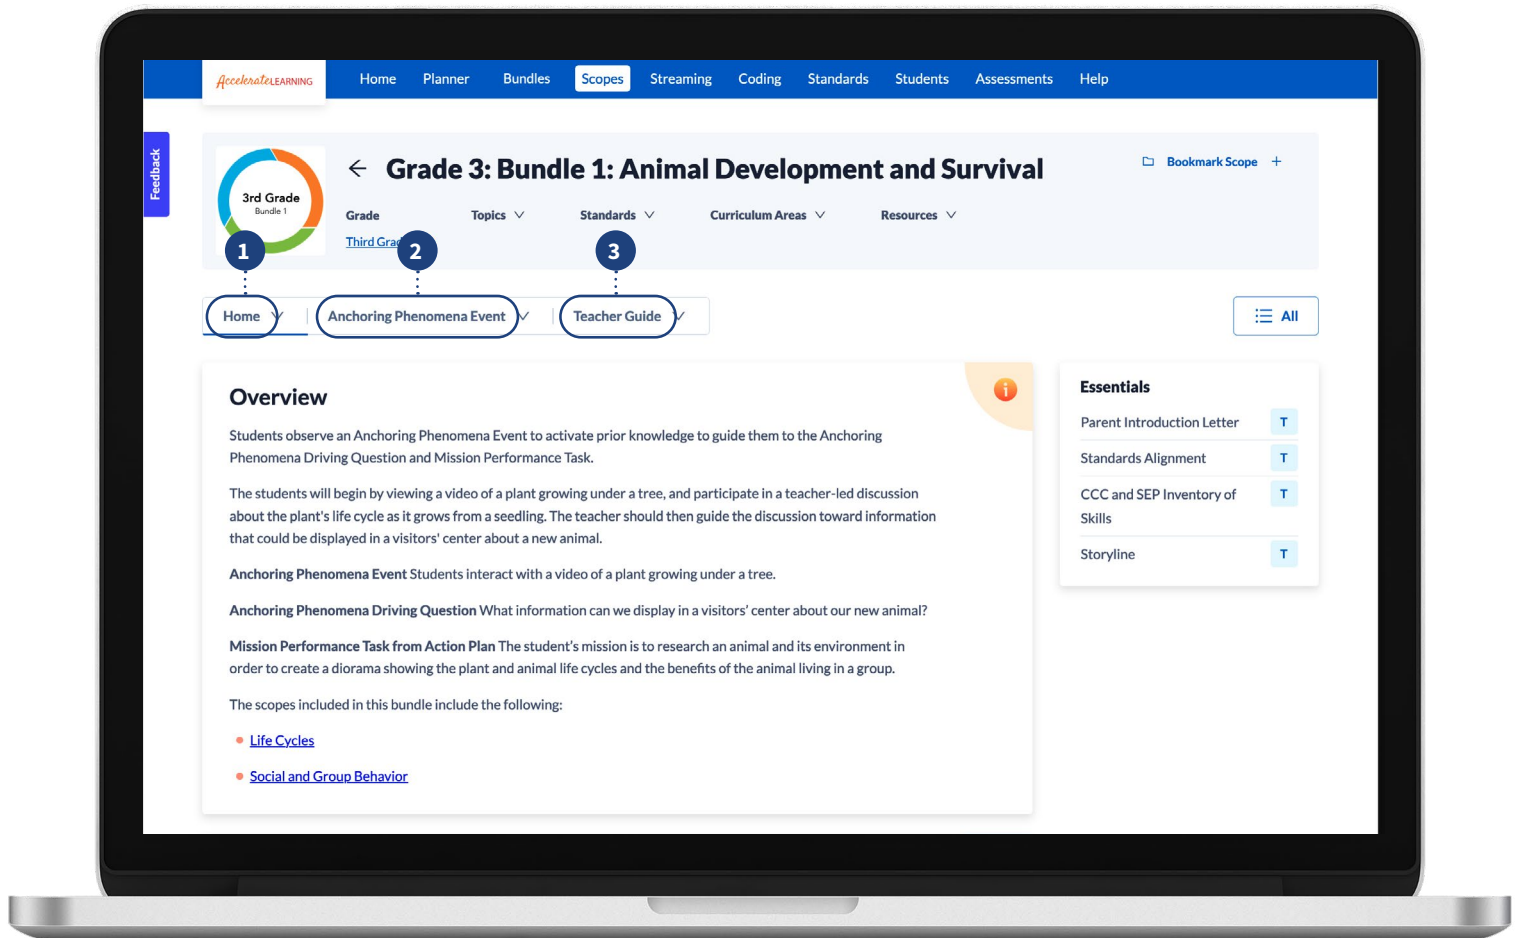 AccelerateLEARNING
Home Planner Bundles Scopes Streaming Coding Standards Students Assessments Help
Feedback
3rd Grade
Bundle 1
Grade 3: Bundle 1: Animal Development and Survival
Bookmark Scope +
Grade Topics Standards Curriculum Areas Resources
Third Grad
1 2 3
Home Anchoring Phenomena Event Teacher Guide
All
Overview
Students observe an Anchoring Phenomena Event to activate prior knowledge to guide them to the Anchoring
Phenomena Driving Question and Mission Performance Task.
The students will begin by viewing a video of a plant growing under a tree, and participate in a teacher-led discussion
about the plant's life cycle as it grows from a seedling. The teacher should then guide the discussion toward information
that could be displayed in a visitors' center about a new animal.
Anchoring Phenomena Event Students interact with a video of a plant growing under a tree.
Anchoring Phenomena Driving Question What information can we display in a visitors’ center about our new animal?
Mission Performance Task from Action Plan The student’s mission is to research an animal and its environment in
order to create a diorama showing the plant and animal life cycles and the benefits of the animal living in a group.
The scopes included in this bundle include the following:
Life Cycles
Social and Group Behavior
i
Essentials
Parent Introduction Letter T
Standards Alignment T
CCC and SEP Inventory of T
Skills
Storyline T